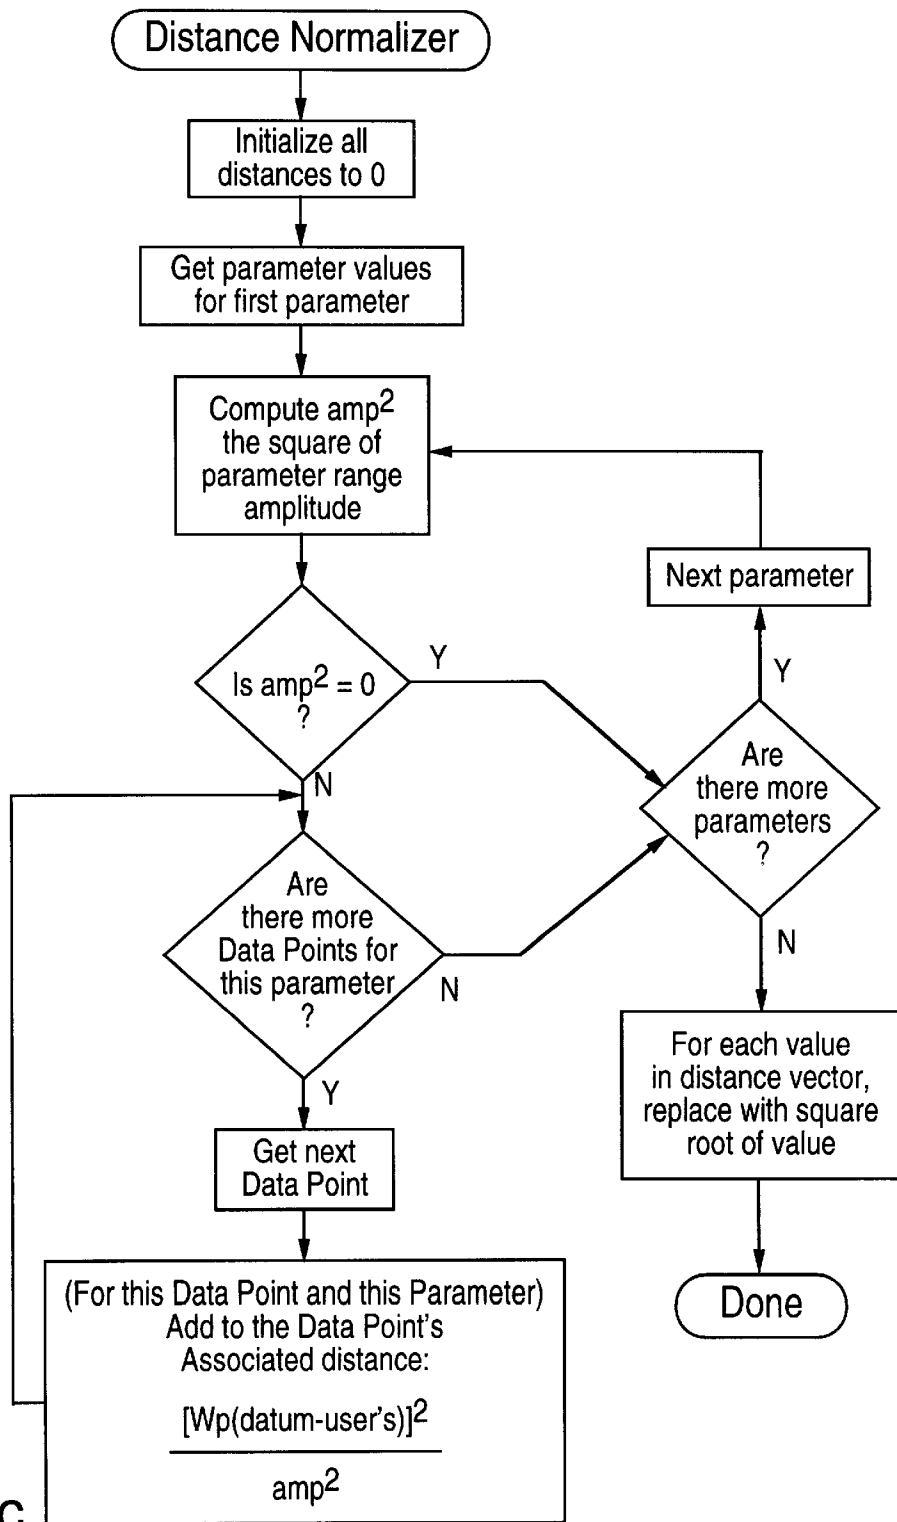 Distance Normalizer
Initialize all
distances to 0
Get parameter values
for first parameter
Compute amp²
the square of
parameter range
amplitude
Next parameter
Is amp² = 0
?
Y
N
Y
Are
there more
parameters
?
N
Are
there more
Data Points for
this parameter
?
N
Y
For each value
in distance vector,
replace with square
root of value
Get next
Data Point
Done
(For this Data Point and this Parameter)
Add to the Data Point's
Associated distance:
[Wp(datum-user's)]²
amp²
C